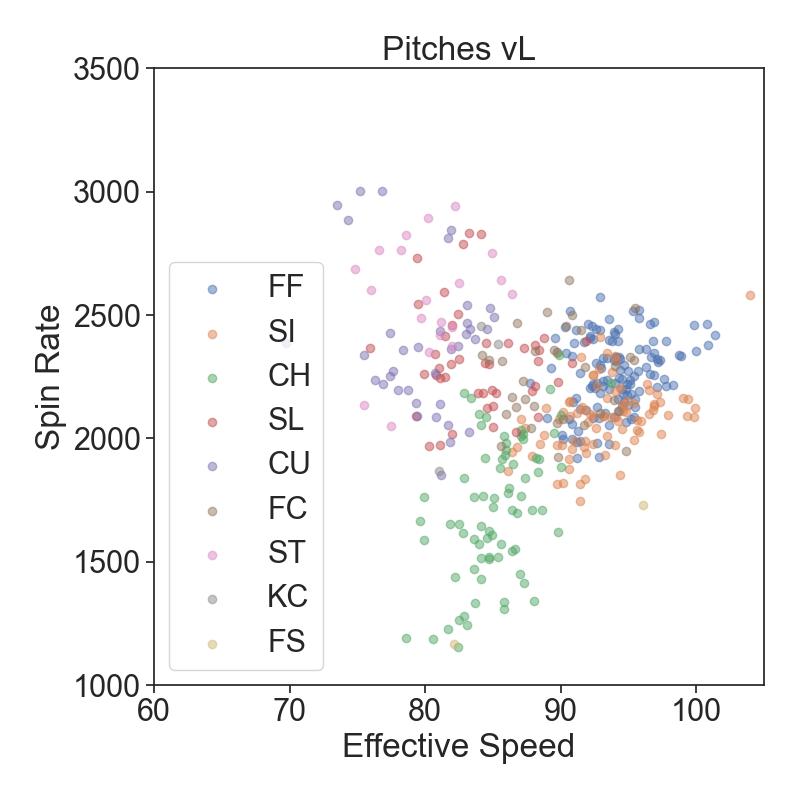 Pitches vL
3500
3000
2500
2000
1500
1000
Spin Rate
FF
SI
CH
SL
CU
FC
ST
KC
FS
60
70
80
90
100
Effective Speed